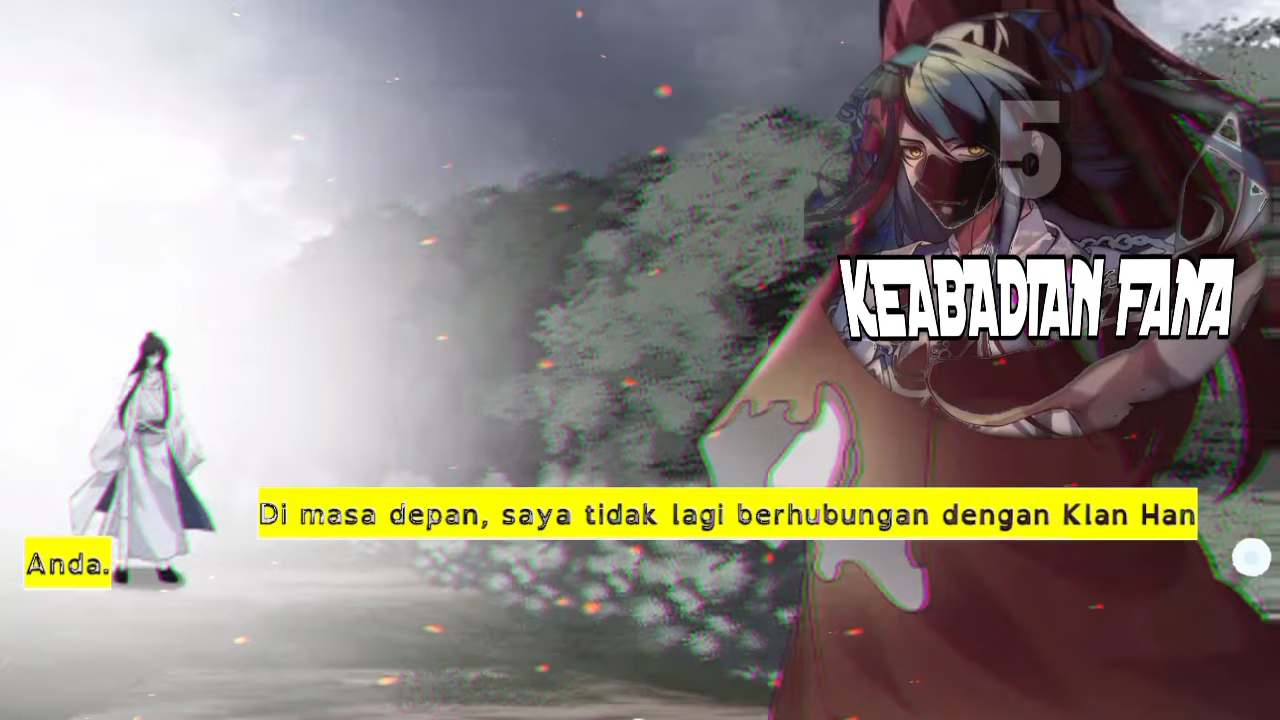 5
KEABADIAN FANA
Di masa depan, saya tidak lagi berhubungan dengan Klan Han
Anda.